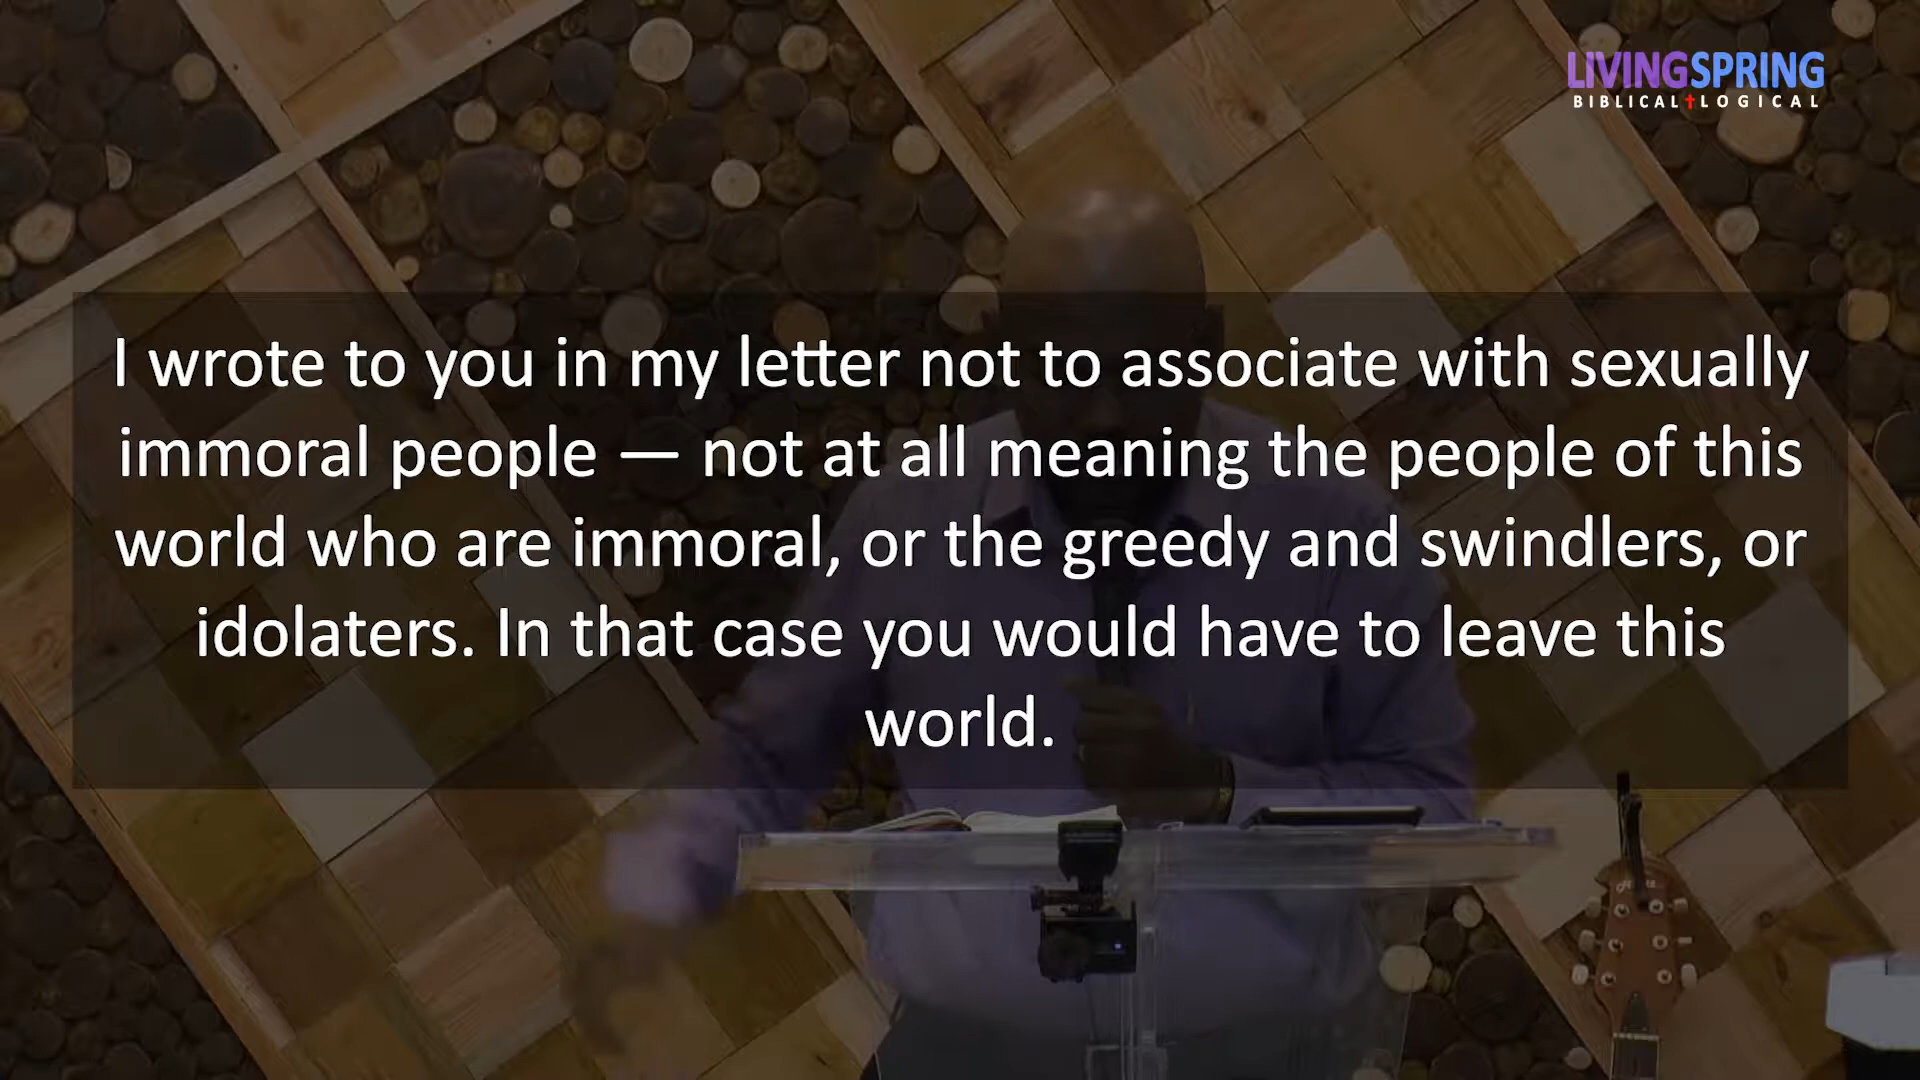 LIVINGSPRING
BIBLICAL LOGICAL
I wrote to you in my letter not to associate with sexually
immoral people — not at all meaning the people of this
world who are immoral, or the greedy and swindlers, or
idolaters. In that case you would have to leave this
world.